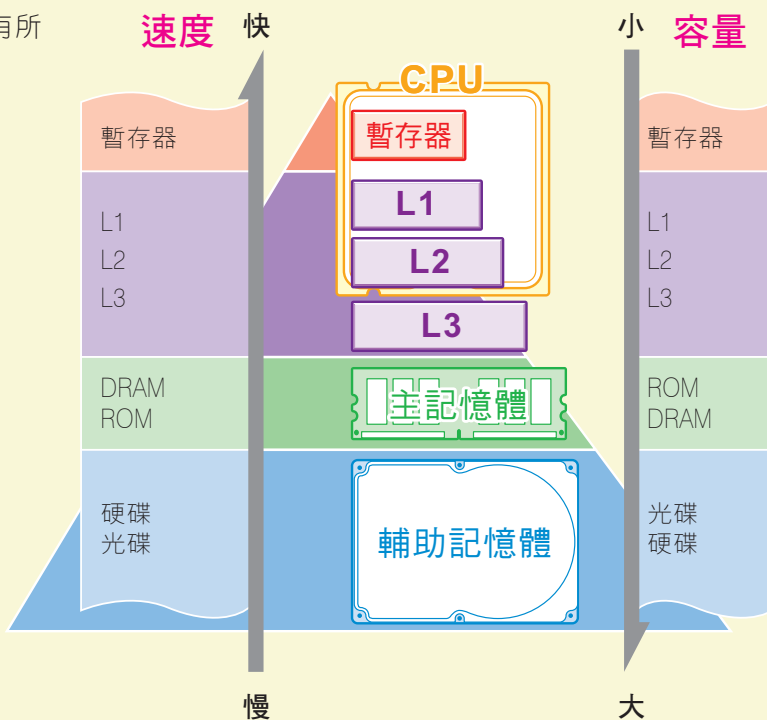 有所
速度 快
小 容量
CPU
暫存器
暫存器
暫存器
L1
L2
L3
L1
L2
L3
L1
L2
L3
DRAM
ROM
主記憶體
ROM
DRAM
硬碟
光碟
輔助記憶體
光碟
硬碟
慢
大